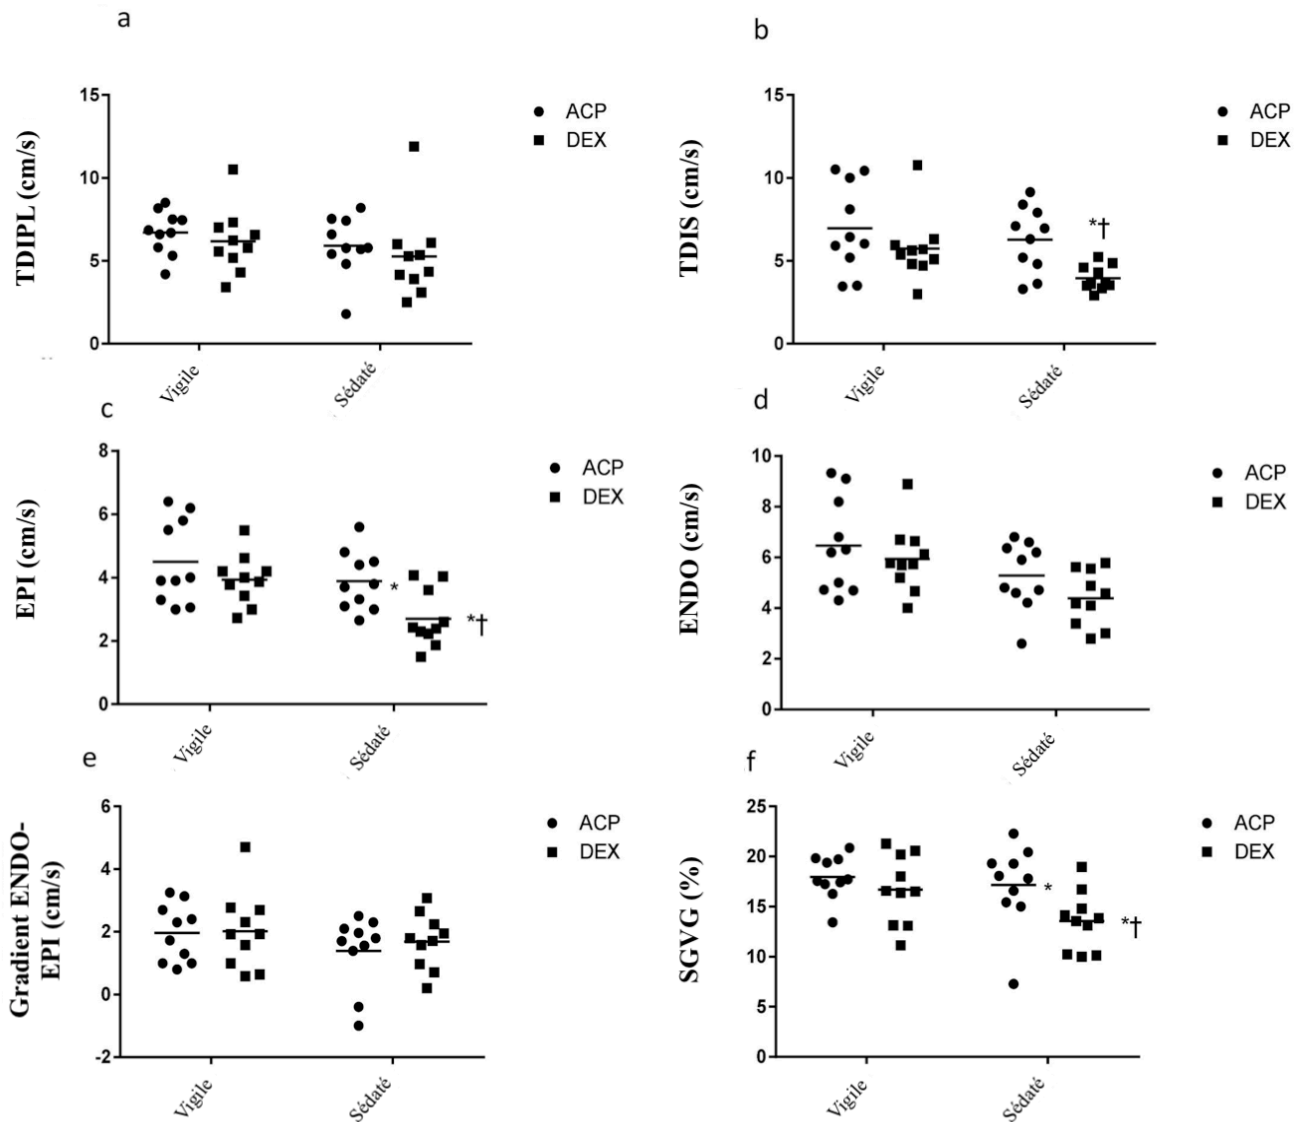 a
TDIPL (cm/s)
15
10
5
0
ACP
DEX
Vigile
Sédaté
b
TDIS (cm/s)
15
10
5
0
*†
ACP
DEX
Vigile
Sédaté
c
EPI (cm/s)
8
6
4
2
0
*
*†
ACP
DEX
Vigile
Sédaté
d
ENDO (cm/s)
10
8
6
4
2
0
ACP
DEX
Vigile
Sédaté
e
Gradient ENDO-
EPI (cm/s)
6
4
2
0
-2
ACP
DEX
Vigile
Sédaté
f
SGVG (%)
25
20
15
10
5
0
*
*†
ACP
DEX
Vigile
Sédaté